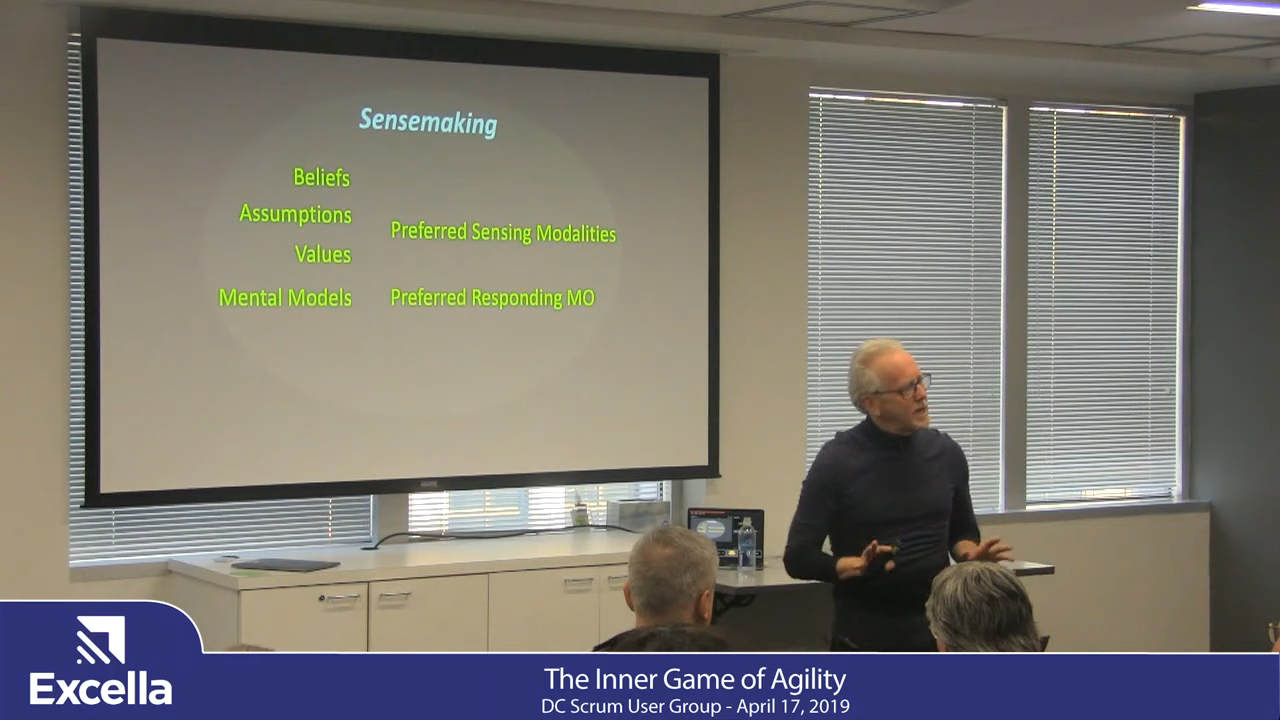 Sensemaking
Beliefs
Assumptions
Values
Mental Models
Preferred Sensing Modalities
Preferred Responding MO
Excella
The Inner Game of Agility
DC Scrum User Group - April 17, 2019